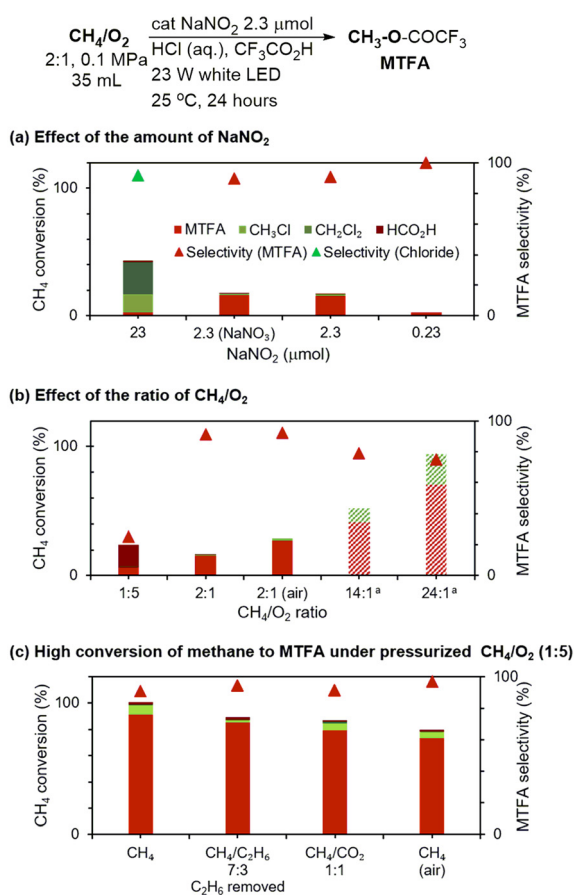 CH₄/O₂
2:1, 0.1 MPa
35 mL
cat NaNO₂ 2.3 μmol
HCl (aq.), CF₃CO₂H
23 W white LED
25 °C, 24 hours
CH₃-O-COCF₃
MTFA
(a) Effect of the amount of NaNO₂
CH₄ conversion (%)
100
0
MTFA CH₃Cl CH₂Cl₂ HCO₂H
Selectivity (MTFA) Selectivity (Chloride)
100
0
MTFA selectivity (%)
23 2.3 (NaNO₃) 2.3 0.23
NaNO₂ (μmol)
(b) Effect of the ratio of CH₄/O₂
CH₄ conversion (%)
100
0
100
0
MTFA selectivity (%)
1:5 2:1 2:1 (air) 14:1ᵃ 24:1ᵃ
CH₄/O₂ ratio
(c) High conversion of methane to MTFA under pressurized CH₄/O₂ (1:5)
CH₄ conversion (%)
100
0
100
0
MTFA selectivity (%)
CH₄ CH₄/C₂H₆ CH₄/CO₂ CH₄
7:3 1:1 (air)
C₂H₆ removed